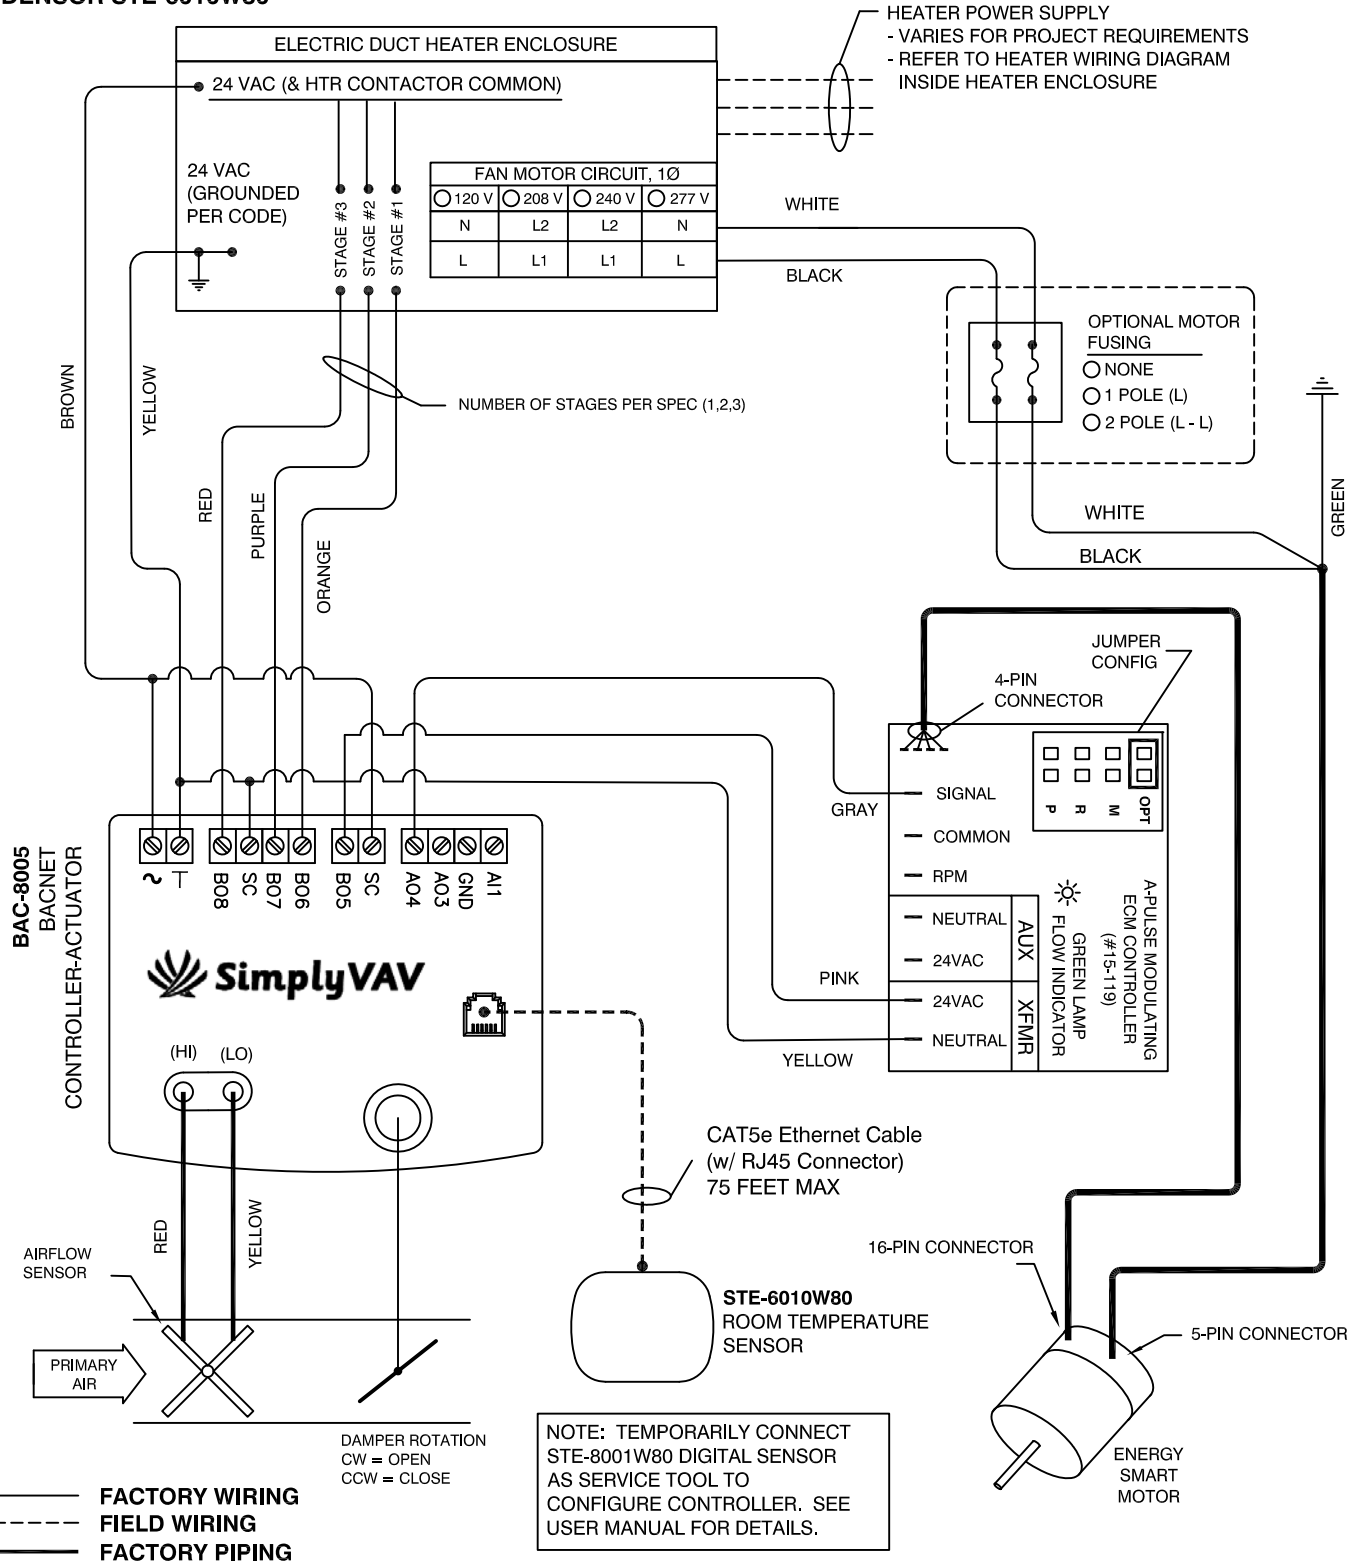 ELECTRIC DUCT HEATER ENCLOSURE
24 VAC (& HTR CONTACTOR COMMON)
HEATER POWER SUPPLY
- VARIES FOR PROJECT REQUIREMENTS
- REFER TO HEATER WIRING DIAGRAM
INSIDE HEATER ENCLOSURE
24 VAC
(GROUNDED
PER CODE)
STAGE #3
STAGE #2
STAGE #1
FAN MOTOR CIRCUIT, 1Ø
120 V 208 V 240 V 277 V
N L2 L2 N
L L1 L1 L
WHITE
BLACK
OPTIONAL MOTOR
FUSING
NONE
1 POLE (L)
2 POLE (L - L)
BROWN
YELLOW
NUMBER OF STAGES PER SPEC (1,2,3)
RED
PURPLE
ORANGE
WHITE
BLACK
GREEN
JUMPER
CONFIG
4-PIN
CONNECTOR
GRAY
SIGNAL
COMMON
RPM
NEUTRAL
24VAC
AUX
24VAC
NEUTRAL
XFMR
P
R
M
OPT
A-PULSE MODULATING
ECM CONTROLLER
(#15-119)
GREEN LAMP
FLOW INDICATOR
PINK
YELLOW
BAC-8005
BACNET
CONTROLLER-ACTUATOR
~
BO8
SC
BO7
BO6
BO5
SC
AO4
AO3
GND
AI1
SimplyVAV
(HI) (LO)
CAT5e Ethernet Cable
(w/ RJ45 Connector)
75 FEET MAX
RED
YELLOW
AIRFLOW
SENSOR
PRIMARY
AIR
16-PIN CONNECTOR
5-PIN CONNECTOR
STE-6010W80
ROOM TEMPERATURE
SENSOR
DAMPER ROTATION
CW = OPEN
CCW = CLOSE
NOTE: TEMPORARILY CONNECT
STE-8001W80 DIGITAL SENSOR
AS SERVICE TOOL TO
CONFIGURE CONTROLLER. SEE
USER MANUAL FOR DETAILS.
ENERGY
SMART
MOTOR
FACTORY WIRING
FIELD WIRING
FACTORY PIPING